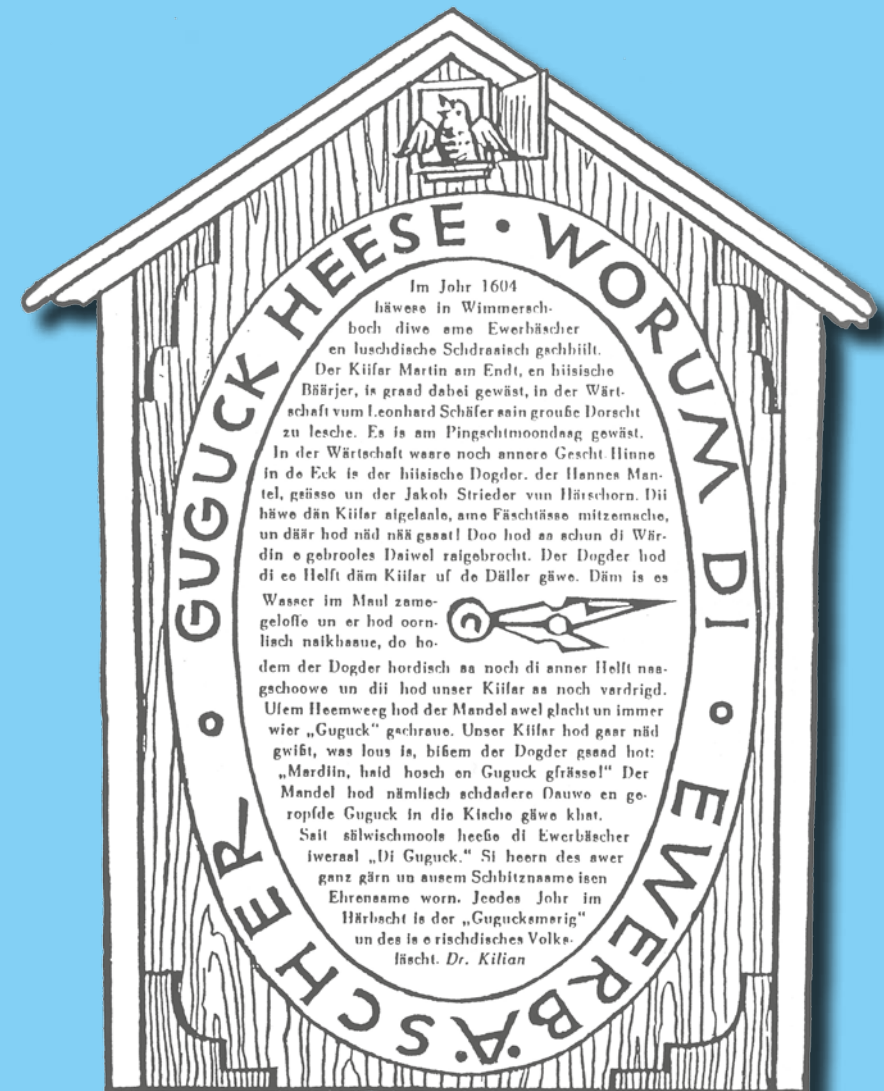 WORUM DI EWERBÄSCHER GUGUCK HEESE
Im Johr 1604
häwese in Wimmersch-
boch diwe eme Ewerbäscher
en luschdische Schdraaisch gschbiilt.
Der Kiifar Martin am Endt, en hiisische
Bäärjer, is graad dabei gewäst, in der Wärt-
schaft vum Leonhard Schäfer sain grouße Dorscht
zu lesche. Es is am Pingschtmoondaag gewäst.
In der Wärtschaft waare noch annere Gescht. Hinne
in de Eck is der hiisische Dogder, der Hannes Man-
tel, gsässe un der Jakob Strieder vun Härschorn. Dii
häwe dän Kiifar aigelaale, ame Fäschtässe mitzemache,
un däär hod näd nää gsaat! Doo hod aa schun di Wär-
din e gebrooles Daiwel raigebrocht. Der Dogder hod
di ee Helft däm Kiifar uf de Däller gäwe. Däm is es
Wasser im Maul zame-
geloffe un er hod oorn-
lisch naikhaaue, do ho-
dem der Dogder hordisch aa noch di anner Helft naa-
gschoowe un dii hod unser Kiifar aa noch vardrigd.
Ufem Heemweeg hod der Mandel awel glacht un immer
wier „Guguck" gschraue. Unser Kiifar hod gaar näd
gwißt, was lous is, bißem der Dogder gsaad hot:
„Mardiin, haid hosch en Guguck gfrässe!" Der
Mandel hod nämlisch schdadere Dauwe en ge-
ropfde Guguck in die Kische gäwe khat.
Sait sälwischmoole heeße di Ewerbäscher
iweraal „Di Guguck." Si heern des awer
ganz gärn un ausem Schbitznaame isen
Ehrename worn. Jeedes Johr im
Härbscht is der „Gugucksmarig"
un des is e rischdisches Volks-
fäscht. Dr. Kilian